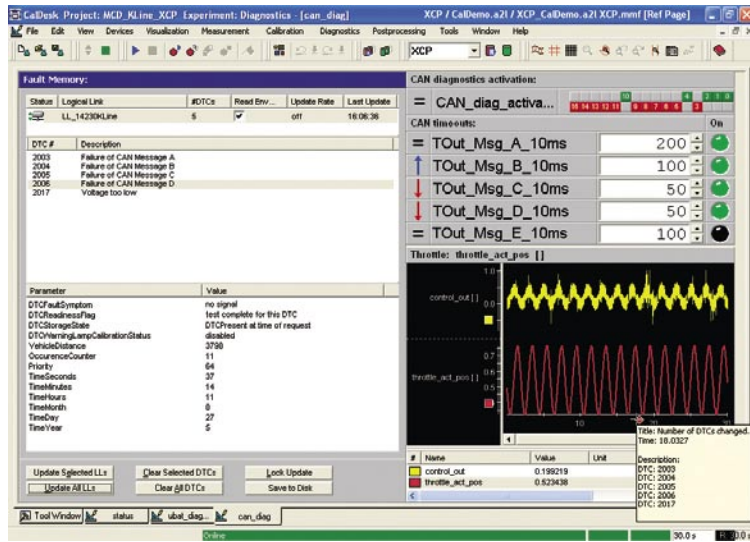 CalDesk Project: MCD_KLine_XCP Experiment: Diagnostics - [can_diag]
XCP / CalDemo.a2l / XCP_CalDemo.a2l XCP.mmf [Ref Page]
File Edit View Devices Visualization Measurement Calibration Diagnostics Postprocessing Tools Window Help
XCP
Fault Memory:
Status Logical Link #DTCs Read Env... Update Rate Last Update
LL_14230KLine 5 off 16:06:36
DTC # Description
2003 Failure of CAN Message A
2004 Failure of CAN Message B
2005 Failure of CAN Message C
2006 Failure of CAN Message D
2017 Voltage too low
Parameter Value
DTCFaultSymptom no signal
DTCReadinessFlag test complete for this DTC
DTCStorageState DTCPresent at time of request
DTCWarningLampCalibrationStatus disabled
VehicleDistance 3798
OccurenceCounter 11
Priority 64
TimeSeconds 37
TimeMinutes 14
TimeHours 11
TimeMonth 8
TimeDay 27
TimeYear 5
Update Selected LLs Clear Selected DTCs Lock Update
Update All LLs Clear All DTCs Save to Disk
CAN diagnostics activation:
= CAN_diag_activa...
CAN timeouts: On
= TOut_Msg_A_10ms 200
TOut_Msg_B_10ms 100
TOut_Msg_C_10ms 50
TOut_Msg_D_10ms 50
= TOut_Msg_E_10ms 100
Throttle: throttle_act_pos []
1.0
control_out [] 0.0
0.7
throttle_act_pos [] 0.5
10
Title: Number of DTCs changed.
Time: 18.0327
Description:
DTC: 2003
DTC: 2004
DTC: 2005
DTC: 2006
DTC: 2017
# Name Value Unit
control_out 0.199219
throttle_act_pos 0.523438
Tool Window status ubat_diag... can_diag
Online 30.0 s